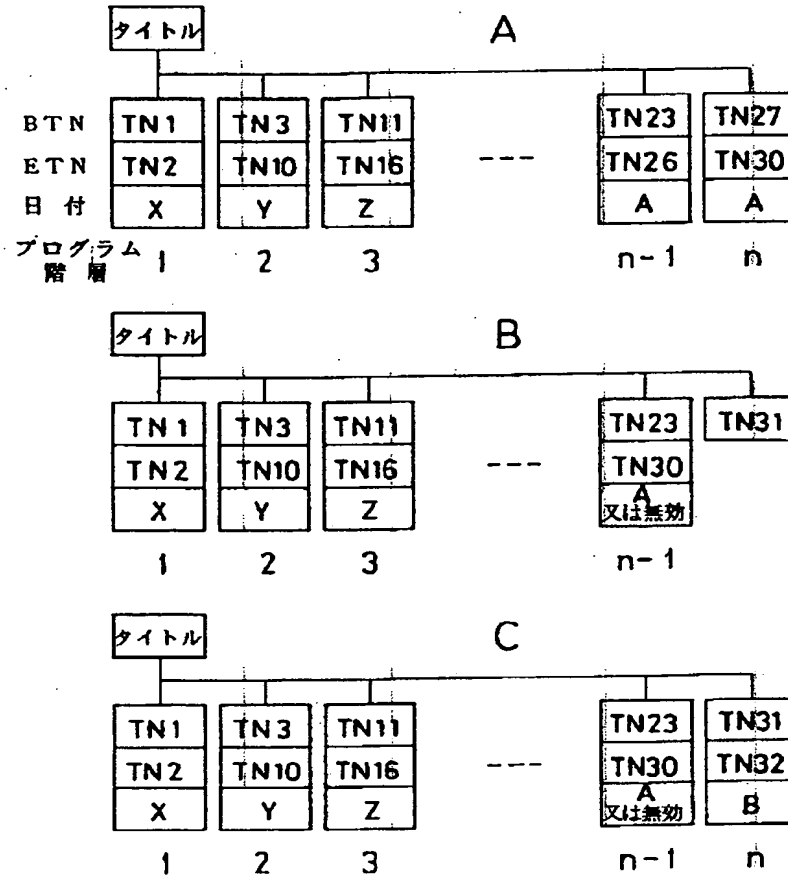 タイトル
A
BTN TN1 TN3 TN11 TN23 TN27
ETN TN2 TN10 TN16 --- TN26 TN30
日付 X Y Z A A
プログラム
階層 1 2 3 n-1 n
タイトル
B
TN1 TN3 TN11 TN23 TN31
TN2 TN10 TN16 --- TN30
X Y Z A
又は無効
1 2 3 n-1
タイトル
C
TN1 TN3 TN11 TN23 TN31
TN2 TN10 TN16 --- TN30 TN32
X Y Z A B
又は無効
1 2 3 n-1 n